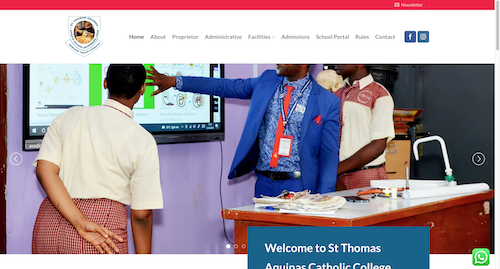 Newsletter
Home About Proprietor Administrative Facilities Admissions School Portal Rules Contact
Welcome to St Thomas
Aquinas Catholic College